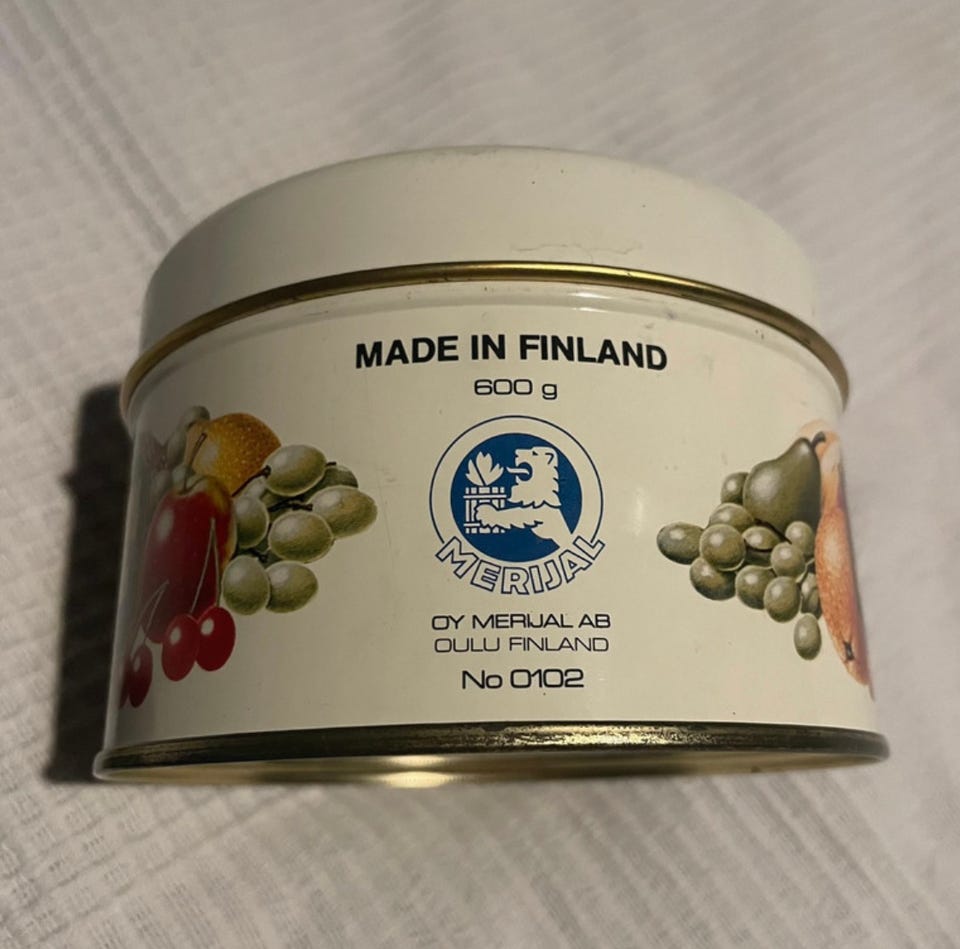 MADE IN FINLAND
600 g
MERIJAL
OY MERIJAL AB
OULU FINLAND
No 0102